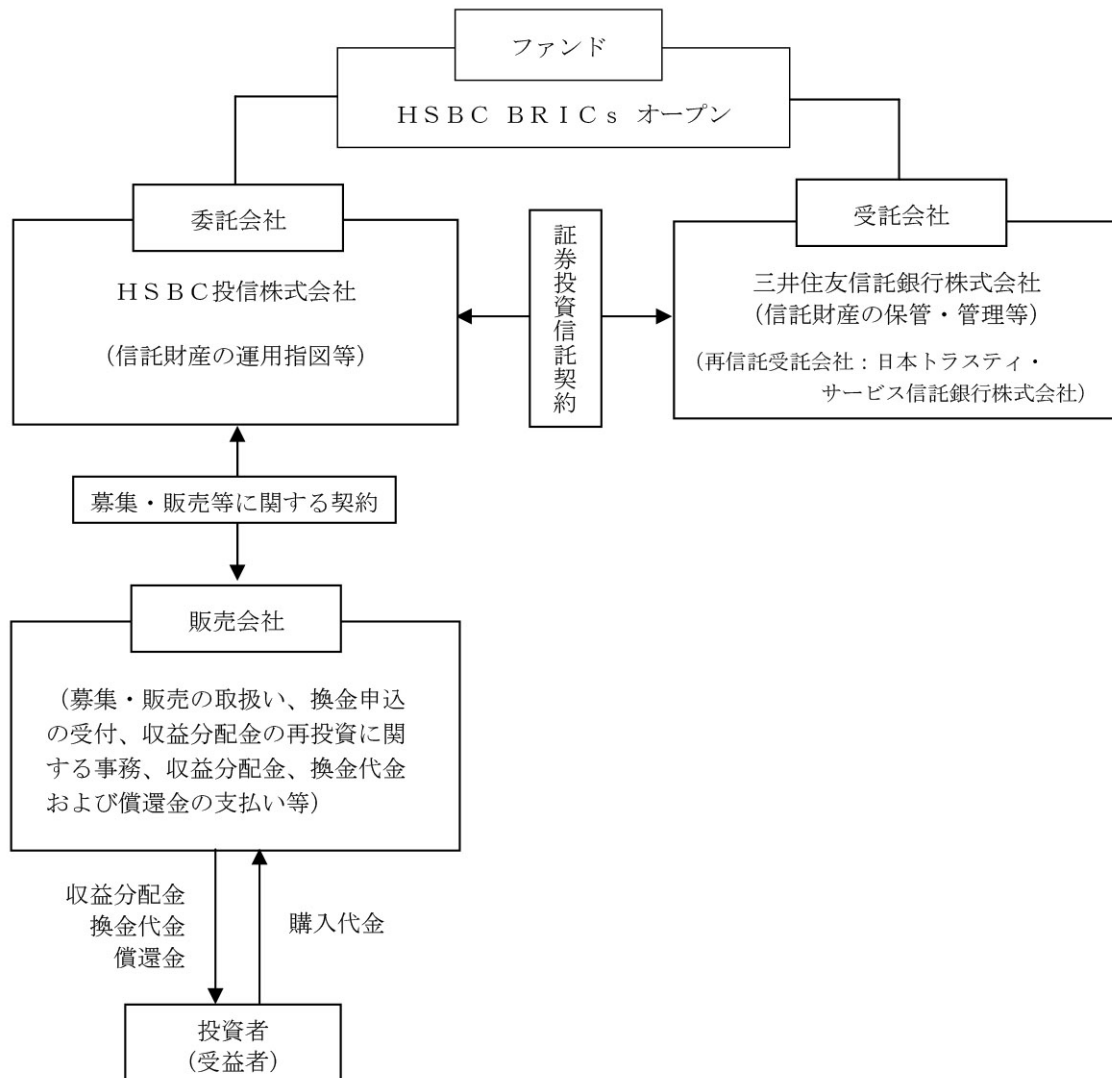 ファンド
ＨＳＢＣ ＢＲＩＣｓ オープン
委託会社
ＨＳＢＣ投信株式会社
（信託財産の運用指図等）
証券投資信託契約
受託会社
三井住友信託銀行株式会社
（信託財産の保管・管理等）
（再信託受託会社：日本トラスティ・
サービス信託銀行株式会社）
募集・販売等に関する契約
販売会社
（募集・販売の取扱い、換金申込
の受付、収益分配金の再投資に関
する事務、収益分配金、換金代金
および償還金の支払い等）
収益分配金
換金代金
償還金
購入代金
投資者
（受益者）